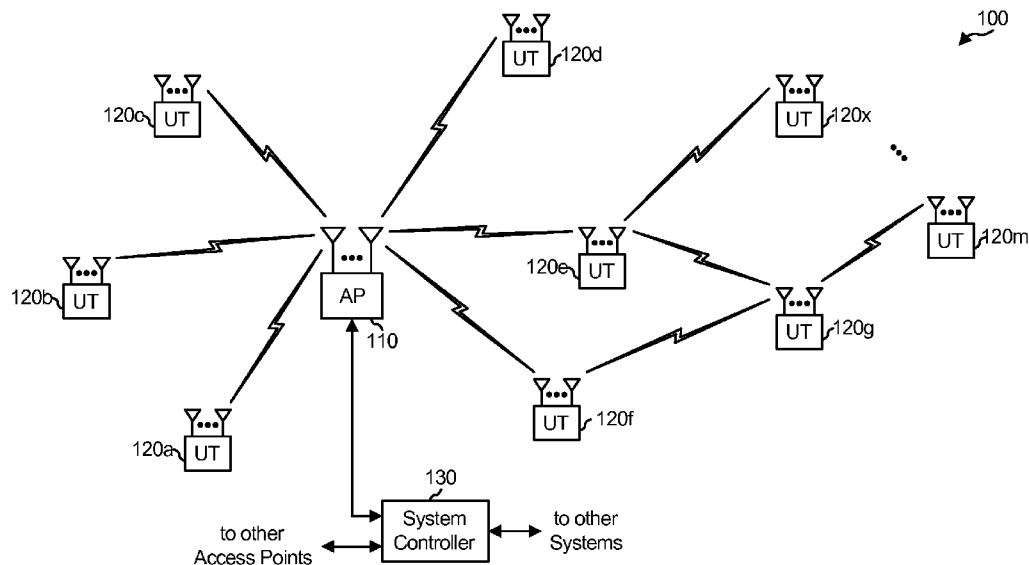 100
UT
120d
UT
120c
UT
120x
UT
120m
UT
120e
UT
120b
AP
110
UT
120g
UT
120f
UT
120a
130
System
Controller
to other
Access Points
to other
Systems